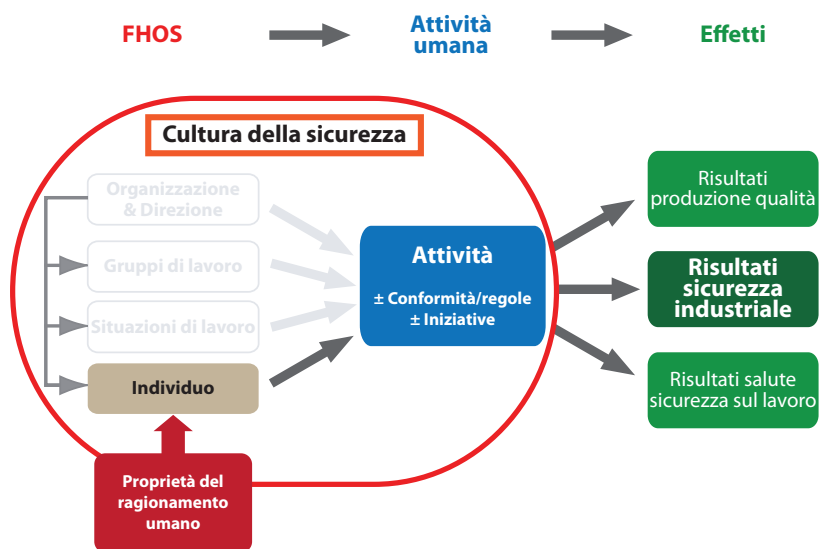 FHOS
Attività
umana
Effetti
Cultura della sicurezza
Organizzazione
& Direzione
Gruppi di lavoro
Situazioni di lavoro
Individuo
Proprietà del
ragionamento
umano
Attività
± Conformità/regole
± Iniziative
Risultati
produzione qualità
Risultati
sicurezza
industriale
Risultati salute
sicurezza sul lavoro